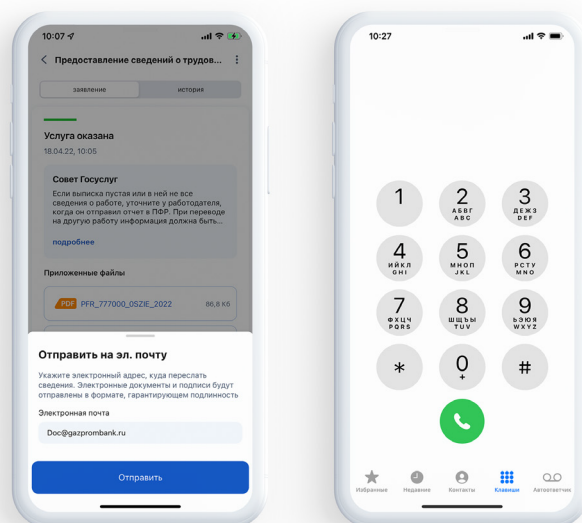 10:07
Предоставление сведений о трудов...
заявление
история
Услуга оказана
18.04.22, 10:05
Совет Госуслуг
Если выписка пустая или в ней не все
сведения о работе, уточните у работодателя,
когда он отправил отчет в ПФР. При переводе
на другую работу информация должна быть...
подробнее
Приложенные файлы
PDF PFR_777000_0SZIE_2022 86,8 Кб
Отправить на эл. почту
Укажите электронный адрес, куда переслать
сведения. Электронные документы и подписи будут
отправлены в формате, гарантирующем подлинность
Электронная почта
Doc@gazprombank.ru
Отправить
10:27
1 2 3
АБВГ ДЕЖЗ
ABC DEF
4 5 6
ИЙКЛ МНОП РСТУ
GHI JKL MNO
7 8 9
ФХЦЧ ШЩЪЫ ЬЭЮЯ
PQRS TUV WXYZ
* 0 #
+
Избранные Недавние Контакты Клавиши Автоответчик